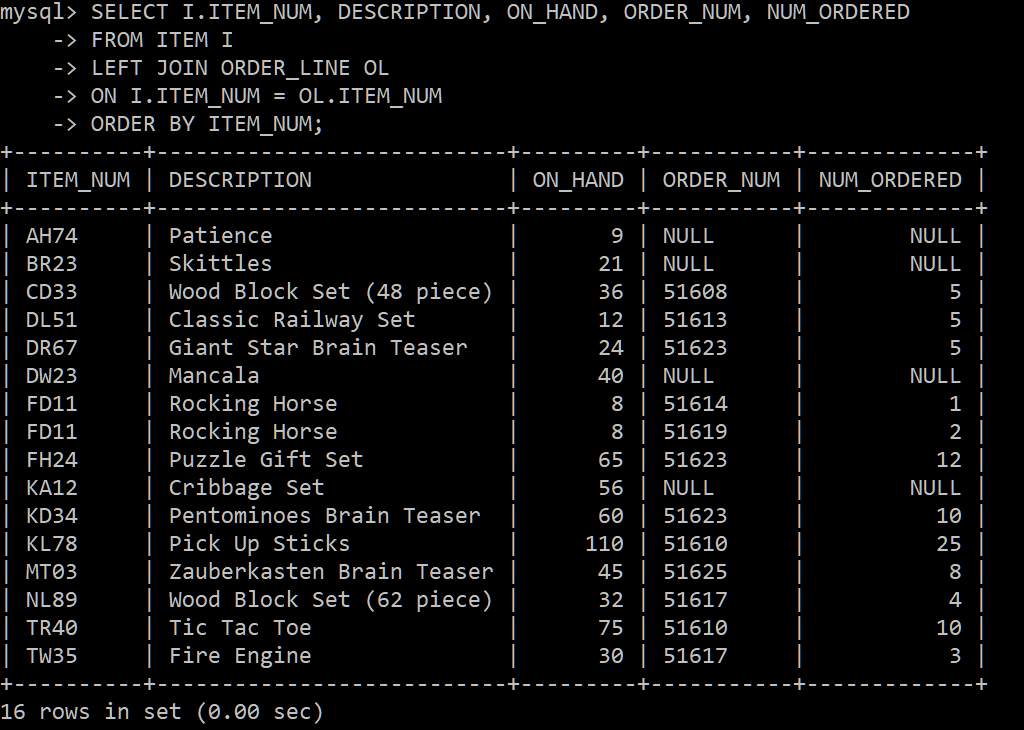 mysql> SELECT I.ITEM_NUM, DESCRIPTION, ON_HAND, ORDER_NUM, NUM_ORDERED
    -> FROM ITEM I
    -> LEFT JOIN ORDER_LINE OL
    -> ON I.ITEM_NUM = OL.ITEM_NUM
    -> ORDER BY ITEM_NUM;
+----------+---------------------------+---------+-----------+-------------+
| ITEM_NUM | DESCRIPTION               | ON_HAND | ORDER_NUM | NUM_ORDERED |
+----------+---------------------------+---------+-----------+-------------+
| AH74     | Patience                  |       9 | NULL      |        NULL |
| BR23     | Skittles                  |      21 | NULL      |        NULL |
| CD33     | Wood Block Set (48 piece) |      36 | 51608     |           5 |
| DL51     | Classic Railway Set       |      12 | 51613     |           5 |
| DR67     | Giant Star Brain Teaser   |      24 | 51623     |           5 |
| DW23     | Mancala                   |      40 | NULL      |        NULL |
| FD11     | Rocking Horse             |       8 | 51614     |           1 |
| FD11     | Rocking Horse             |       8 | 51619     |           2 |
| FH24     | Puzzle Gift Set           |      65 | 51623     |          12 |
| KA12     | Cribbage Set              |      56 | NULL      |        NULL |
| KD34     | Pentominoes Brain Teaser  |      60 | 51623     |          10 |
| KL78     | Pick Up Sticks            |     110 | 51610     |          25 |
| MT03     | Zauberkasten Brain Teaser |      45 | 51625     |           8 |
| NL89     | Wood Block Set (62 piece) |      32 | 51617     |           4 |
| TR40     | Tic Tac Toe               |      75 | 51610     |          10 |
| TW35     | Fire Engine               |      30 | 51617     |           3 |
+----------+---------------------------+---------+-----------+-------------+
16 rows in set (0.00 sec)